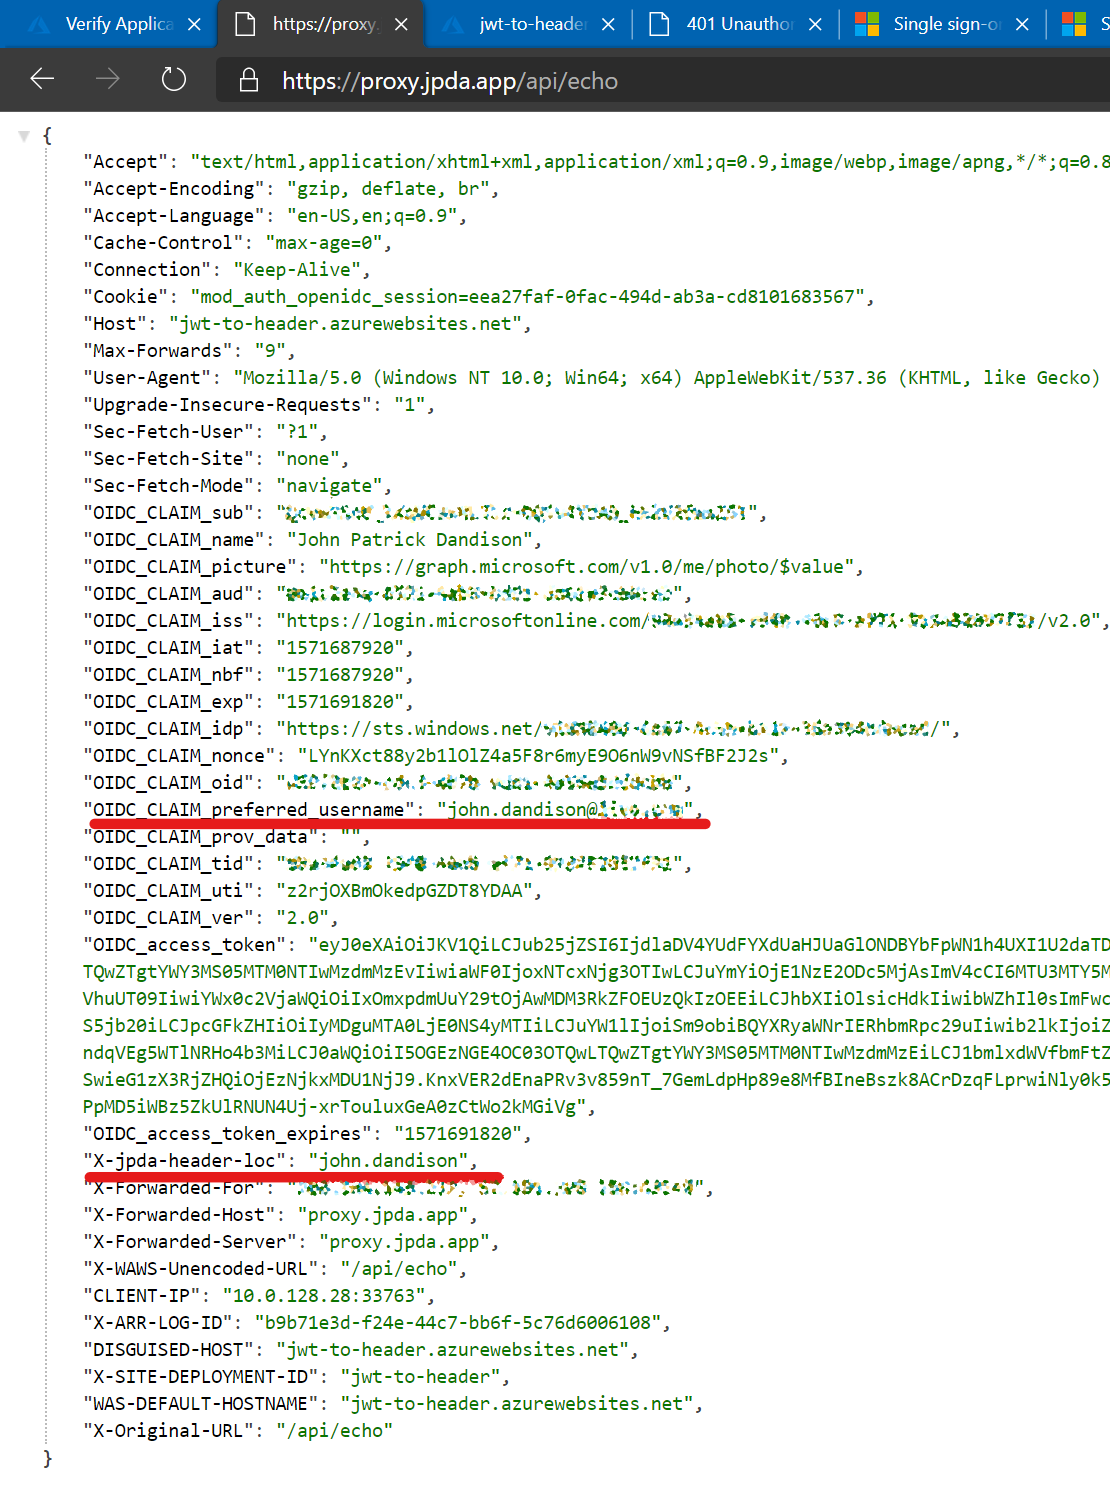 Verify Applica
https://proxy.
jwt-to-header
401 Unauthor
Single sign-o
S
https://proxy.jpda.app/api/echo
{
"Accept": "text/html,application/xhtml+xml,application/xml;q=0.9,image/webp,image/apng,*/*;q=0.8
"Accept-Encoding": "gzip, deflate, br",
"Accept-Language": "en-US,en;q=0.9",
"Cache-Control": "max-age=0",
"Connection": "Keep-Alive",
"Cookie": "mod_auth_openidc_session=eea27faf-0fac-494d-ab3a-cd8101683567",
"Host": "jwt-to-header.azurewebsites.net",
"Max-Forwards": "9",
"User-Agent": "Mozilla/5.0 (Windows NT 10.0; Win64; x64) AppleWebKit/537.36 (KHTML, like Gecko)
"Upgrade-Insecure-Requests": "1",
"Sec-Fetch-User": "?1",
"Sec-Fetch-Site": "none",
"Sec-Fetch-Mode": "navigate",
"OIDC_CLAIM_sub": "",
"OIDC_CLAIM_name": "John Patrick Dandison",
"OIDC_CLAIM_picture": "https://graph.microsoft.com/v1.0/me/photo/$value",
"OIDC_CLAIM_aud": "",
"OIDC_CLAIM_iss": "https://login.microsoftonline.com/ /v2.0",
"OIDC_CLAIM_iat": "1571687920",
"OIDC_CLAIM_nbf": "1571687920",
"OIDC_CLAIM_exp": "1571691820",
"OIDC_CLAIM_idp": "https://sts.windows.net/ /",
"OIDC_CLAIM_nonce": "LYnKXct88y2b1lOlZ4a5F8r6myE9O6nW9vNSfBF2J2s",
"OIDC_CLAIM_oid": "",
"OIDC_CLAIM_preferred_username": "john.dandison@ ",
"OIDC_CLAIM_prov_data": "",
"OIDC_CLAIM_tid": "",
"OIDC_CLAIM_uti": "z2rjOXBmOkedpGZDT8YDAA",
"OIDC_CLAIM_ver": "2.0",
"OIDC_access_token": "eyJ0eXAiOiJKV1QiLCJub25jZSI6IjdlaDV4YUdFYXdUaHJUaGlONDBYbFpWN1h4UXI1U2daTD
TQwZTgtYWY3MS05MTM0NTIwMzdmMzEvIiwiaWF0IjoxNTcxNjg3OTIwLCJuYmYiOjE1NzE2ODc5MjAsImV4cCI6MTU3MTY5M
VhuUT09IiwiYWx0c2VjaWQiOiIxOmxpdmUuY29tOjAwMDM3RkZFOEUzQkIzOEEiLCJhbXIiOlsicHdkIiwibWZhIl0sImFwc
S5jb20iLCJpcGFkZHIiOiIyMDguMTA0LjE0NS4yMTIiLCJuYW1lIjoiSm9obiBQYXRyaWNrIERhbmRpc29uIiwib2lkIjoiZ
ndqVEg5WTlNRHo4b3MiLCJ0aWQiOiI5OGEzNGE4OC03OTQwLTQwZTgtYWY3MS05MTM0NTIwMzdmMzEiLCJ1bmlxdWVfbmFtZ
SwieG1zX3RjZHQiOjEzNjkxMDU1NjJ9.KnxVER2dEnaPRv3v859nT_7GemLdpHp89e8MfBIneBszk8ACrDzqFLprwiNly0k5
PpMD5iWBz5ZkUlRNUN4Uj-xrTouluxGeA0zCtWo2kMGiVg",
"OIDC_access_token_expires": "1571691820",
"X-jpda-header-loc": "john.dandison",
"X-Forwarded-For": "",
"X-Forwarded-Host": "proxy.jpda.app",
"X-Forwarded-Server": "proxy.jpda.app",
"X-WAWS-Unencoded-URL": "/api/echo",
"CLIENT-IP": "10.0.128.28:33763",
"X-ARR-LOG-ID": "b9b71e3d-f24e-44c7-bb6f-5c76d6006108",
"DISGUISED-HOST": "jwt-to-header.azurewebsites.net",
"X-SITE-DEPLOYMENT-ID": "jwt-to-header",
"WAS-DEFAULT-HOSTNAME": "jwt-to-header.azurewebsites.net",
"X-Original-URL": "/api/echo"
}